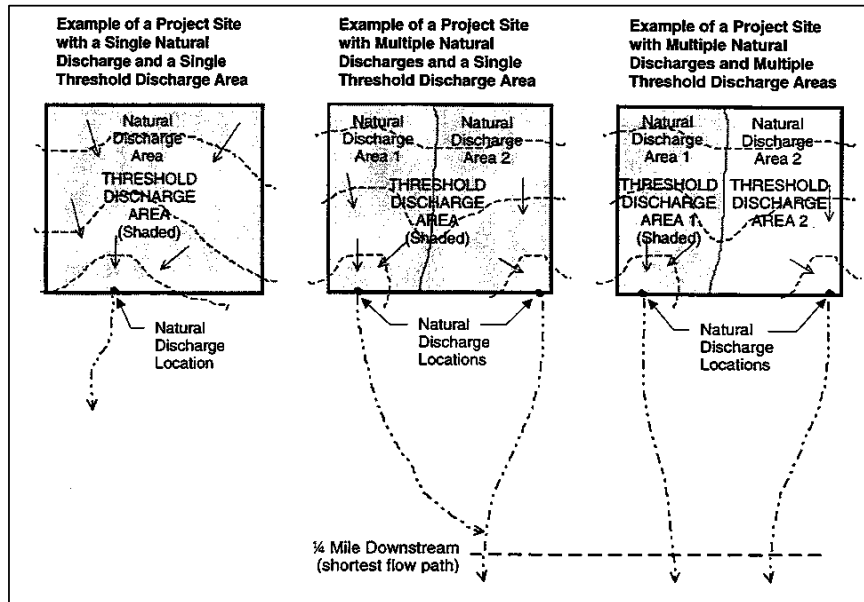 Example of a Project Site
with a Single Natural
Discharge and a Single
Threshold Discharge Area
Natural
Discharge
Area
THRESHOLD
DISCHARGE
AREA
(Shaded)
Natural
Discharge
Location
Example of a Project Site
with Multiple Natural
Discharges and a Single
Threshold Discharge Area
Natural
Discharge
Area 1
Natural
Discharge
Area 2
THRESHOLD
DISCHARGE
AREA
(Shaded)
Natural
Discharge
Locations
Example of a Project Site
with Multiple Natural
Discharges and Multiple
Threshold Discharge Areas
Natural
Discharge
Area 1
Natural
Discharge
Area 2
THRESHOLD
DISCHARGE
AREA 1
(Shaded)
THRESHOLD
DISCHARGE
AREA 2
Natural
Discharge
Locations
¼ Mile Downstream
(shortest flow path)